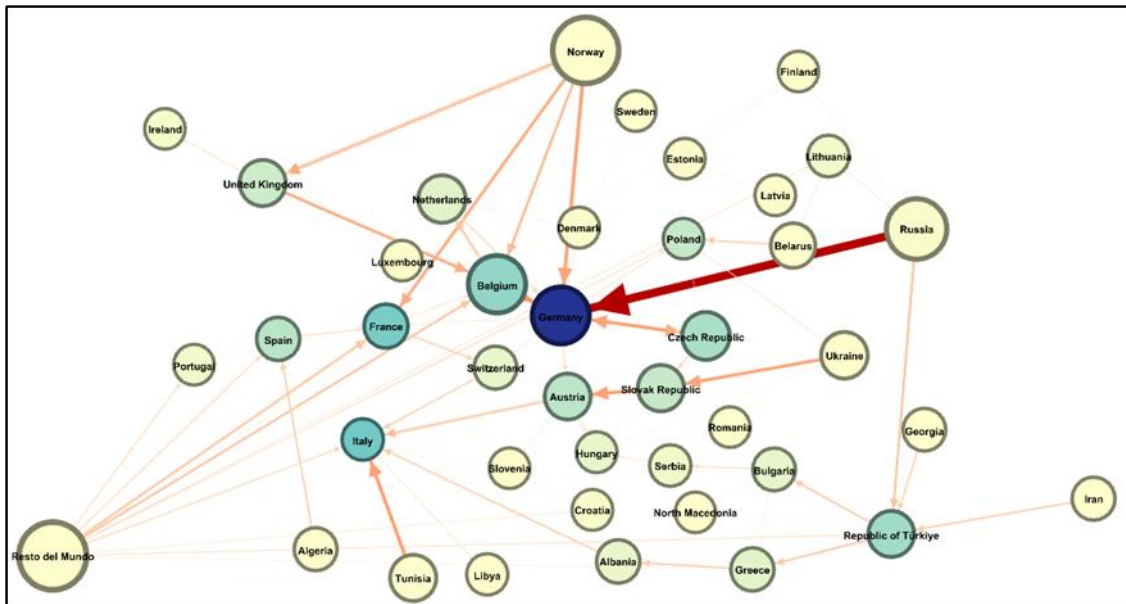 Norway
Finland
Sweden
Ireland
Estonia
Lithuania
United Kingdom
Latvia
Netherlands
Denmark
Poland
Russia
Belarus
Luxembourg
Belgium
Germany
France
Czech Republic
Spain
Ukraine
Portugal
Switzerland
Slovak Republic
Austria
Romania
Georgia
Italy
Hungary
Serbia
Slovenia
Bulgaria
Iran
Croatia
North Macedonia
Republic of Türkiye
Resto del Mundo
Algeria
Albania
Greece
Tunisia
Libya